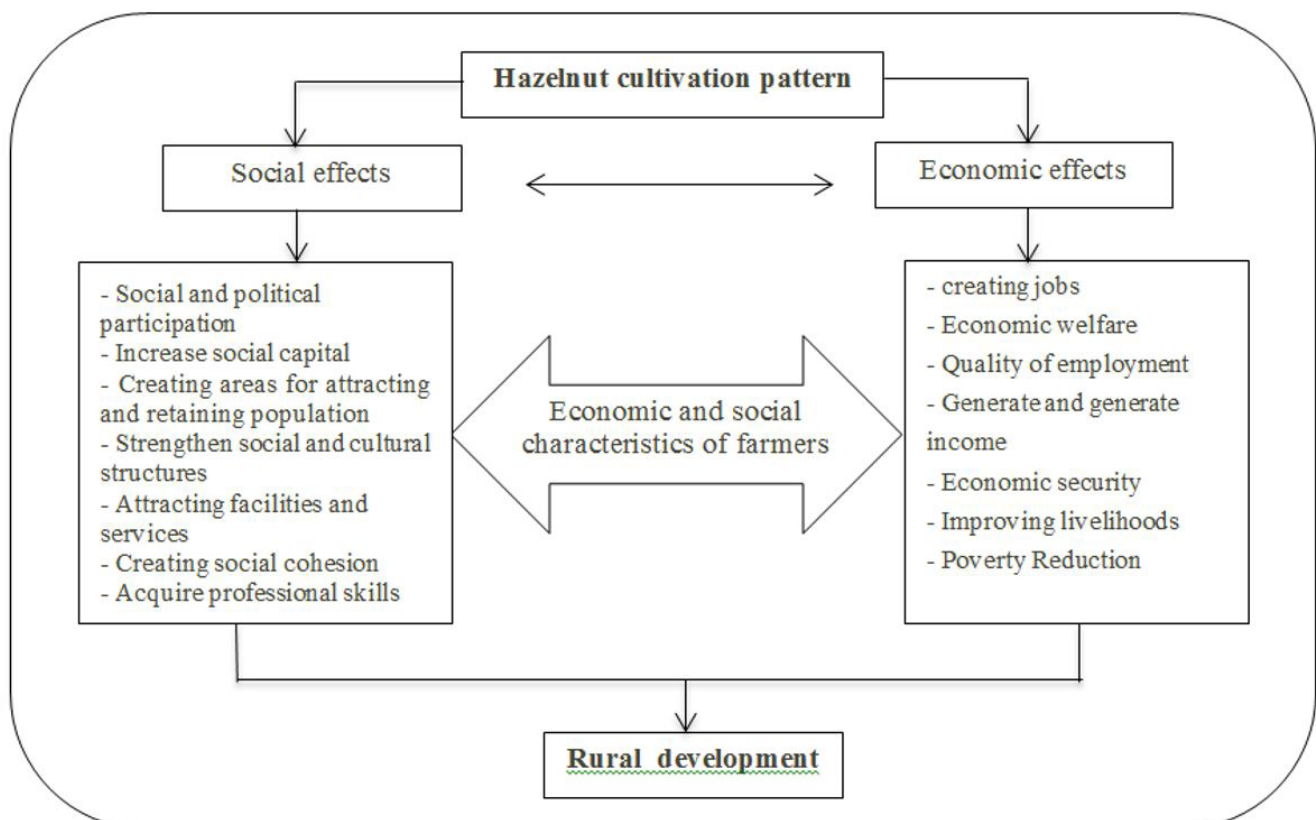 Hazelnut cultivation pattern
Social effects
Economic effects
- Social and political
participation
- Increase social capital
- Creating areas for attracting
and retaining population
- Strengthen social and cultural
structures
- Attracting facilities and
services
- Creating social cohesion
- Acquire professional skills
Economic and social
characteristics of farmers
- creating jobs
- Economic welfare
- Quality of employment
- Generate and generate
income
- Economic security
- Improving livelihoods
- Poverty Reduction
Rural development